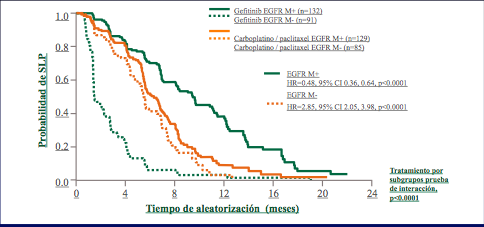 Gefitinib EGFR M+ (n=132)
Gefitinib EGFR M- (n=91)
Carboplatino / paclitaxel EGFR M+ (n=129)
Carboplatino / paclitaxel EGFR M- (n=85)
EGFR M+
HR=0.48, 95% CI 0.36, 0.64, p<0.0001
EGFR M-
HR=2.85, 95% CI 2.05, 3.98, p<0.0001
Probabilidad de SLP
1.0
0.8
0.6
0.4
0.2
0.0
0 4 8 12 16 20 24
Tiempo de aleatorización (meses)
Tratamiento por
subgrupos prueba
de interacción,
p<0.0001